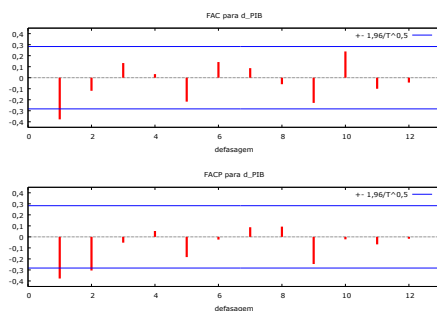 FAC para d_PIB
+- 1,96/T^0,5
0,4
0,3
0,2
0,1
0
-0,1
-0,2
-0,3
-0,4
0 2 4 6 8 10 12
defasagem
FACP para d_PIB
+- 1,96/T^0,5
0,4
0,3
0,2
0,1
0
-0,1
-0,2
-0,3
-0,4
0 2 4 6 8 10 12
defasagem